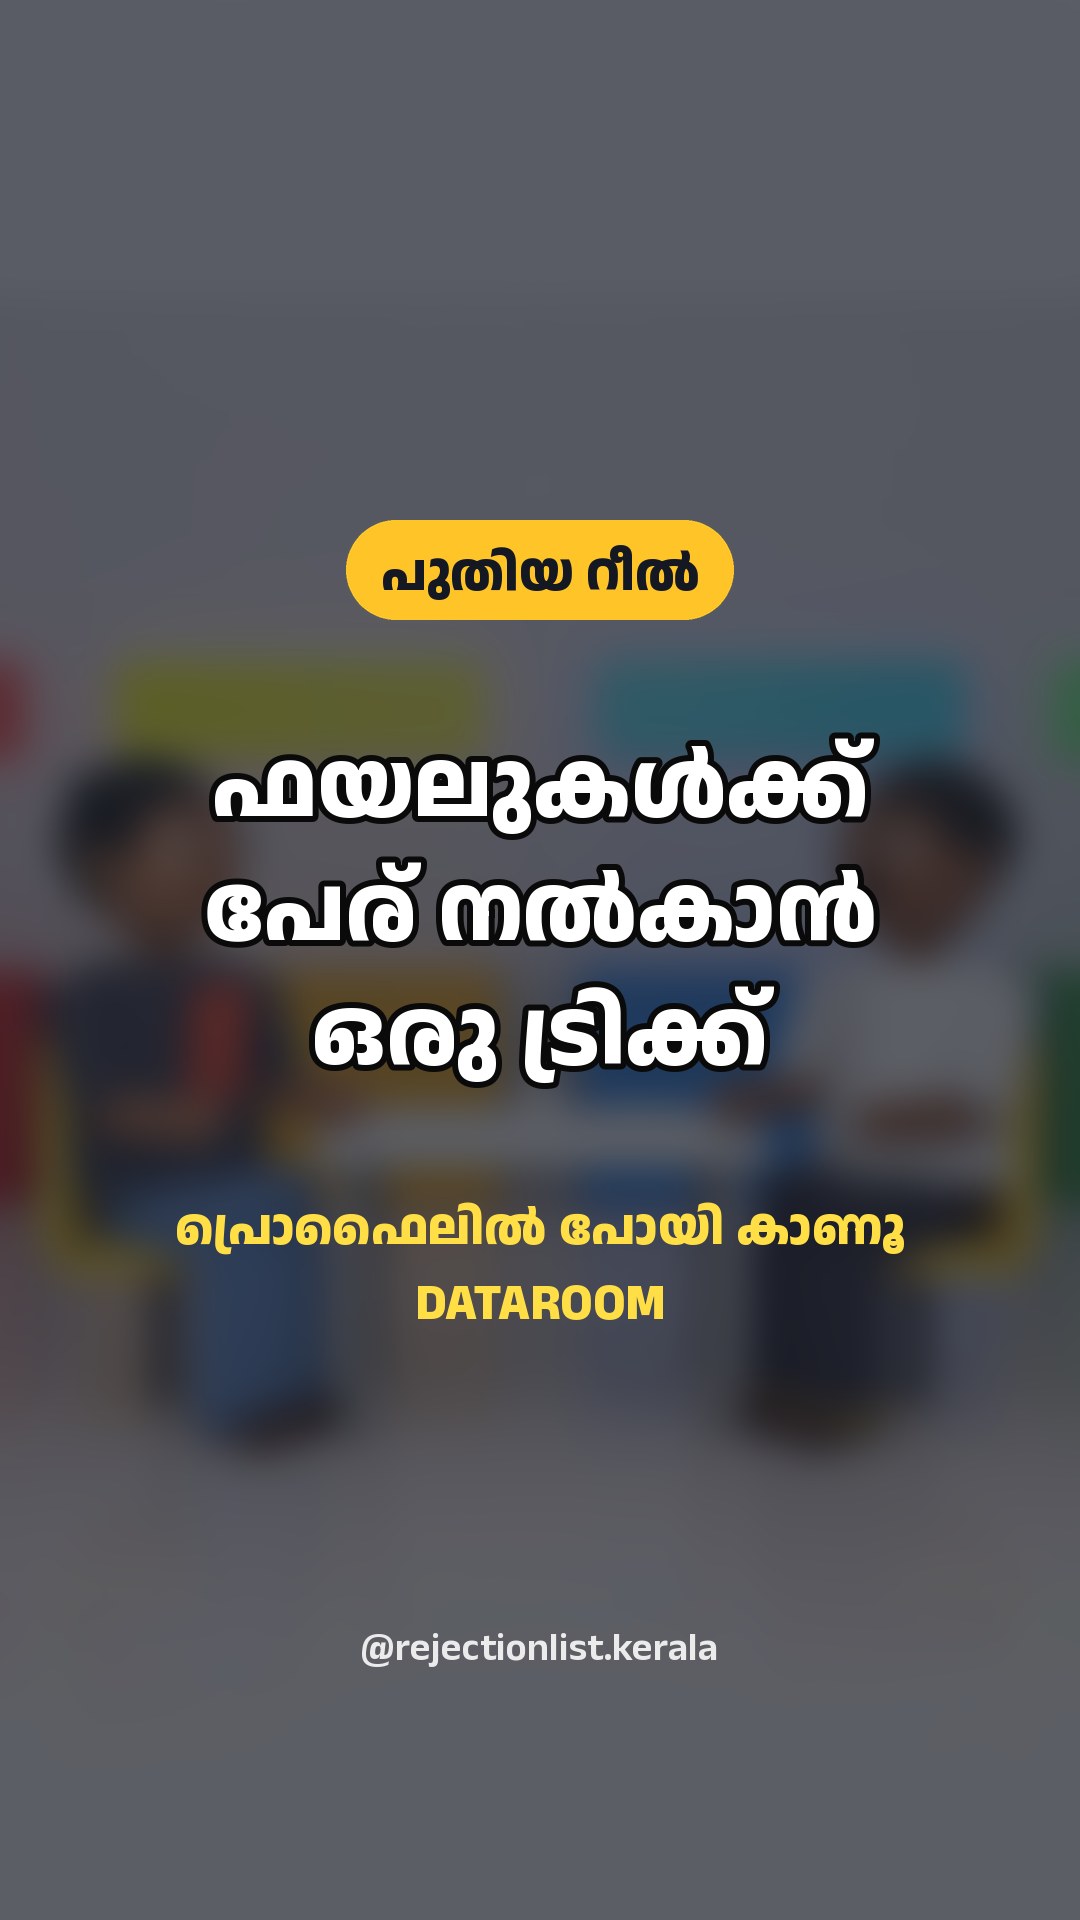 പുതിയ റീൽ
ഫയലുകൾക്ക്
പേര് നൽകാൻ
ഒരു ട്രിക്ക്
പ്രൊഫൈലിൽ പോയി കാണൂ
DATAROOM
@rejectionlist.kerala